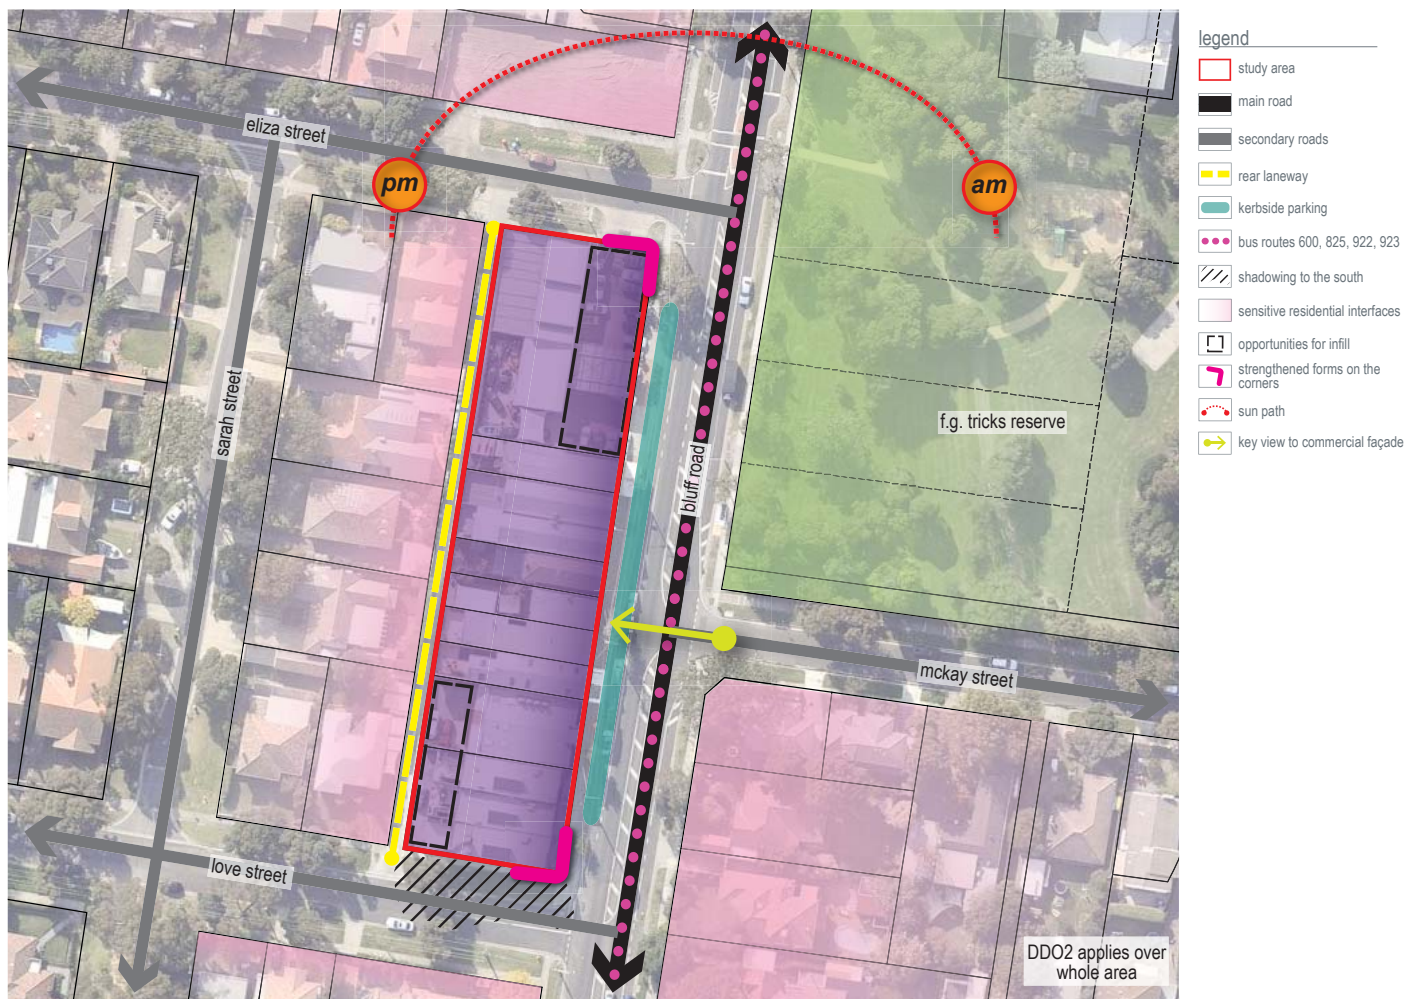 eliza street
pm
am
sarah street
bluff road
f.g. tricks reserve
mckay street
love street
DDO2 applies over
whole area
legend
study area
main road
secondary roads
rear laneway
kerbside parking
bus routes 600, 825, 922, 923
shadowing to the south
sensitive residential interfaces
opportunities for infill
strengthened forms on the
corners
sun path
key view to commercial façade